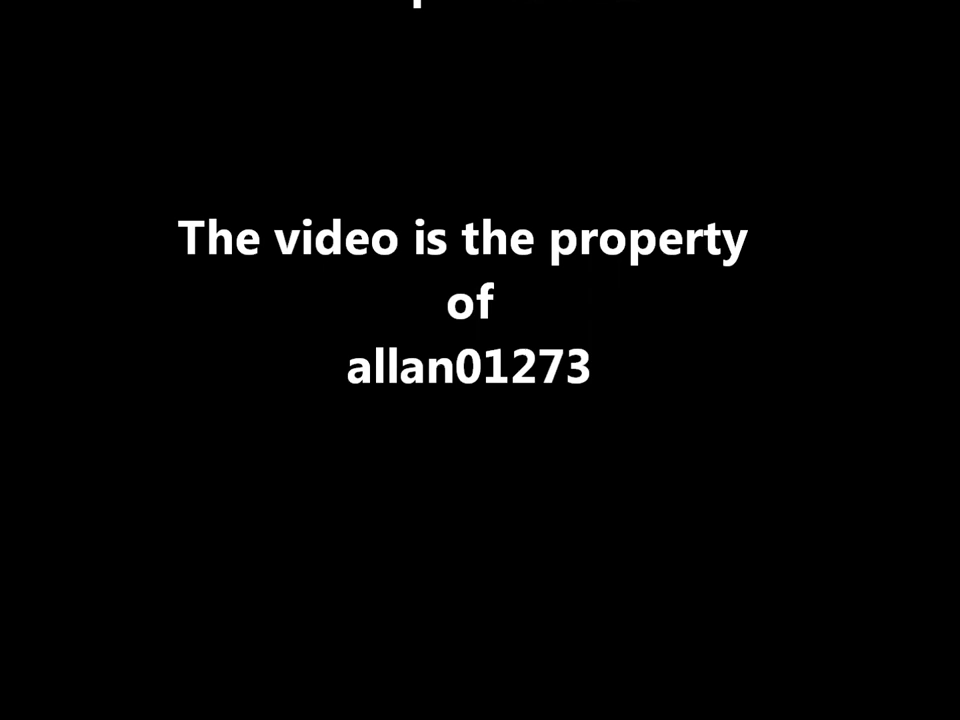 The video is the property
of
allan01273